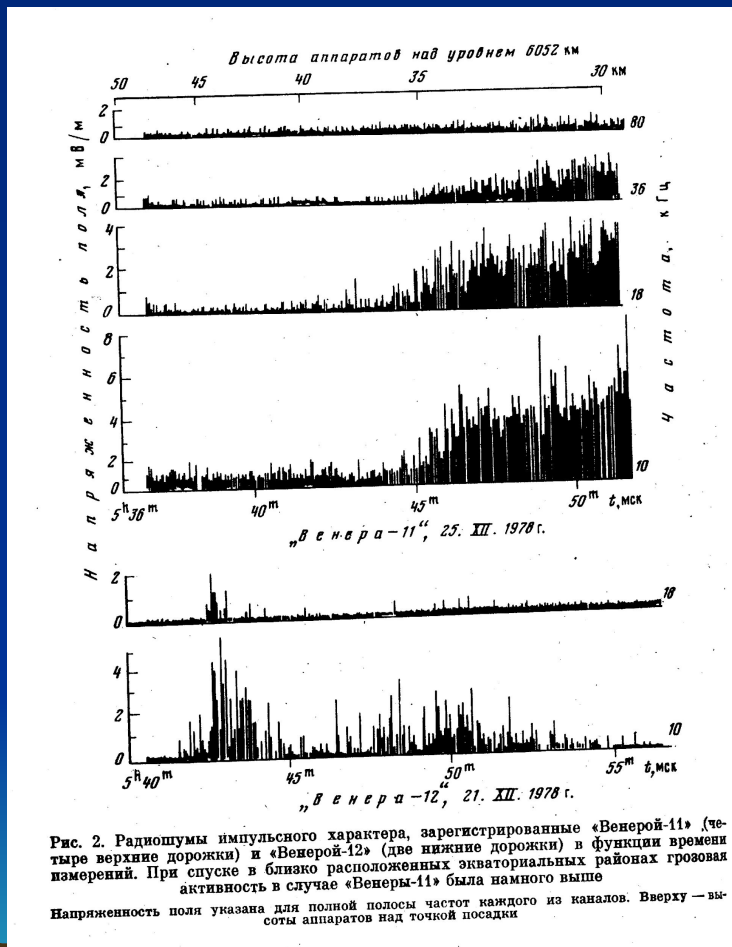 Высота аппаратов над уровнем 6052 км
50 45 40 35 30 км
2
0
80
2
0
36
4
2
0
18
8
6
4
2
0
10
Напряженность поля, мВ/м
Частота, кГц
5ʰ36ᵐ 40ᵐ 45ᵐ 50ᵐ t, мск
„Венера-11“, 25. XII. 1978 г.
2
0
18
4
2
0
10
5ʰ40ᵐ 45ᵐ 50ᵐ 55ᵐ t, мск
„Венера-12“, 21. XII. 1978 г.
Рис. 2. Радиошумы импульсного характера, зарегистрированные «Венерой-11» (че-
тыре верхние дорожки) и «Венерой-12» (две нижние дорожки) в функции времени
измерений. При спуске в близко расположенных экваториальных районах грозовая
активность в случае «Венеры-11» была намного выше
Напряженность поля указана для полной полосы частот каждого из каналов. Вверху — вы-
соты аппаратов над точкой посадки